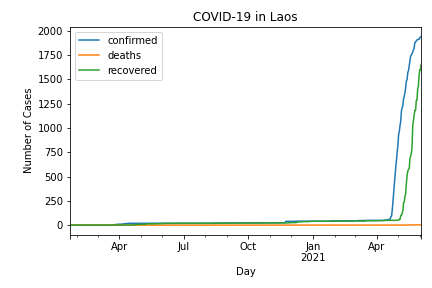 COVID-19 in Laos
confirmed
deaths
recovered
Number of Cases
2000
1750
1500
1250
1000
750
500
250
0
Apr
Jul
Oct
Jan
2021
Apr
Day